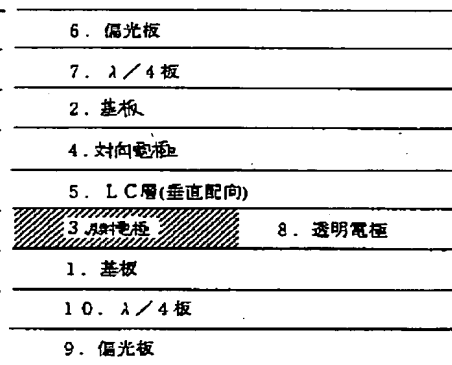 6. 偏光板
7. λ/4板
2. 基板
4. 対向電極
5. LC層(垂直配向)
3 反射電極 8. 透明電極
1. 基板
10. λ/4板
9. 偏光板